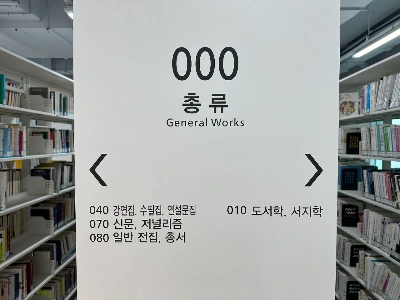 000
총류
General Works
040 강연집, 수필집, 연설문집
070 신문, 저널리즘
080 일반 전집, 총서
010 도서학, 서지학